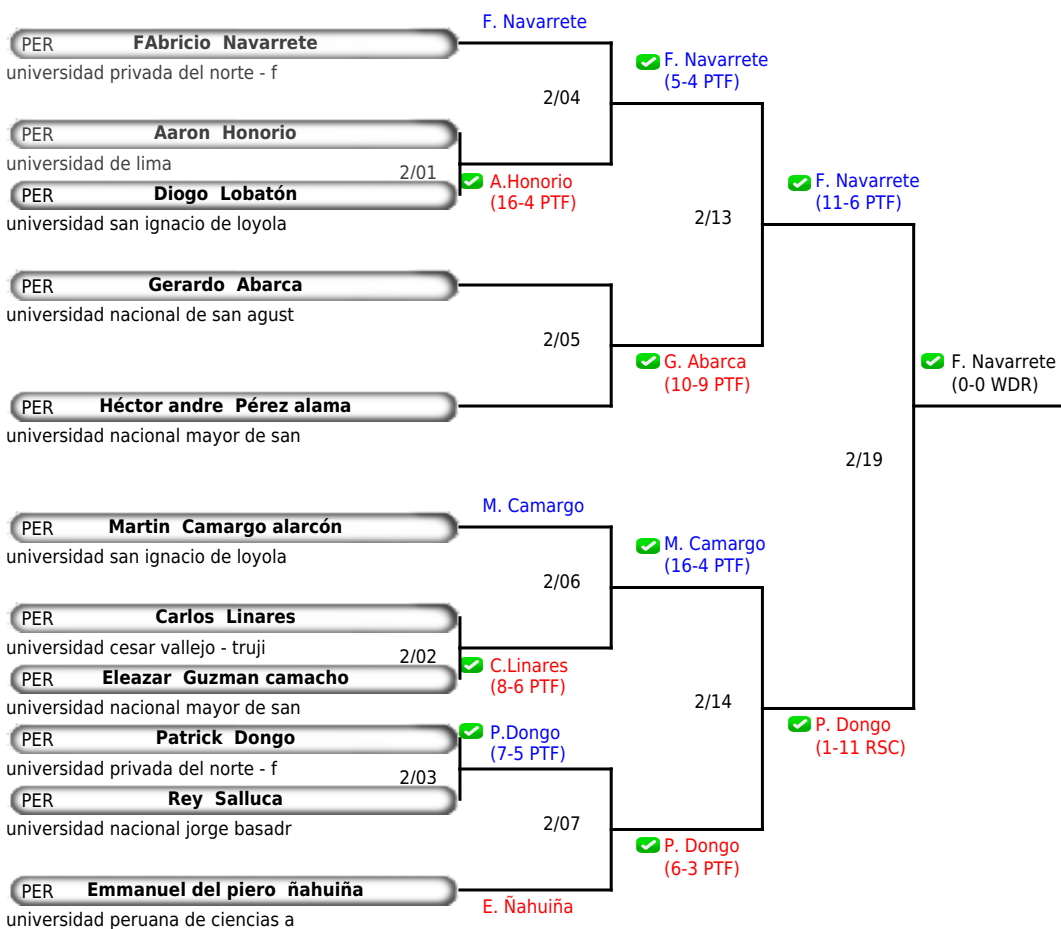 F. Navarrete
PER FAbricio Navarrete
universidad privada del norte - f
F. Navarrete
(5-4 PTF)
2/04
PER Aaron Honorio
universidad de lima
2/01
PER Diogo Lobatón
universidad san ignacio de loyola
A.Honorio
(16-4 PTF)
F. Navarrete
(11-6 PTF)
2/13
PER Gerardo Abarca
universidad nacional de san agust
2/05
G. Abarca
(10-9 PTF)
F. Navarrete
(0-0 WDR)
PER Héctor andre Pérez alama
universidad nacional mayor de san
2/19
M. Camargo
PER Martin Camargo alarcón
universidad san ignacio de loyola
M. Camargo
(16-4 PTF)
2/06
PER Carlos Linares
universidad cesar vallejo - truji
2/02
PER Eleazar Guzman camacho
universidad nacional mayor de san
C.Linares
(8-6 PTF)
2/14
PER Patrick Dongo
universidad privada del norte - f
P.Dongo
(7-5 PTF)
P. Dongo
(1-11 RSC)
2/03
PER Rey Salluca
universidad nacional jorge basadr
2/07
P. Dongo
(6-3 PTF)
PER Emmanuel del piero ñahuiña
universidad peruana de ciencias a
E. Ñahuiña